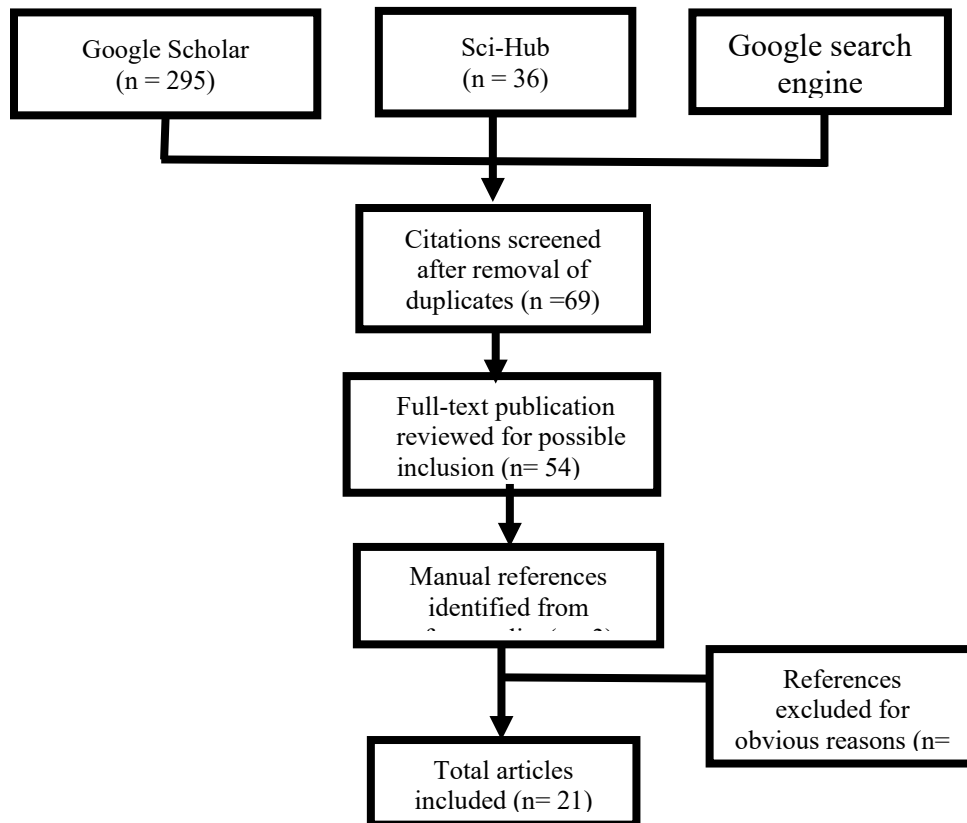 Google Scholar
(n = 295)
Sci-Hub
(n = 36)
Google search
engine
Citations screened
after removal of
duplicates (n =69)
Full-text publication
reviewed for possible
inclusion (n= 54)
Manual references
identified from
References
excluded for
obvious reasons (n=
Total articles
included (n= 21)